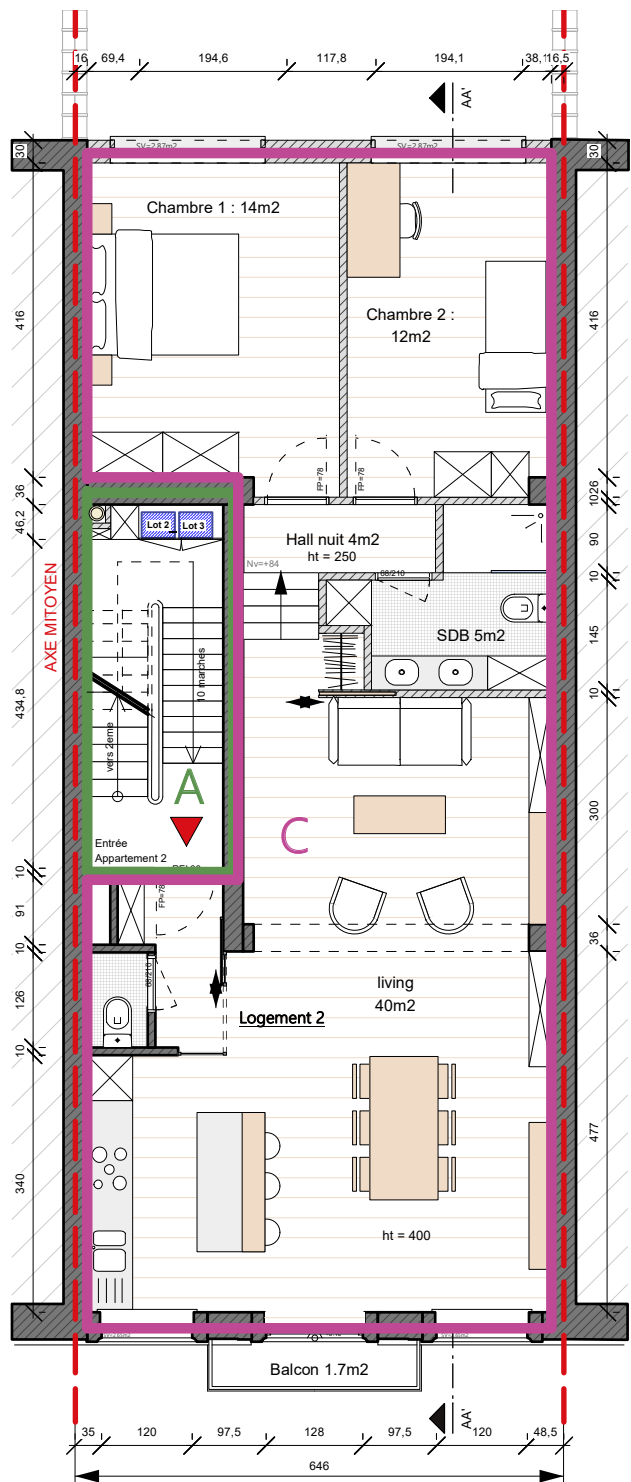 16 69,4 194,6 117,8 194,1 38,1 16,5
AA'
30
30
SV=2.87m2
SV=2.87m2
Chambre 1 : 14m2
Chambre 2 :
12m2
416
416
FP=78
FP=78
36
1026
46,2
Lot 2
Lot 3
Hall nuit 4m2
ht = 250
90
Nv=+84
68/210
10
AXE MITOYEN
SDB 5m2
145
10 marches
434,8
10
vers 2eme
A
C
300
Entrée
Appartement 2
10
91
FP=78
36
10
68/210
living
40m2
126
Logement 2
10
477
340
ht = 400
Balcon 1.7m2
AA'
35 120 97,5 128 97,5 120 48,5
646